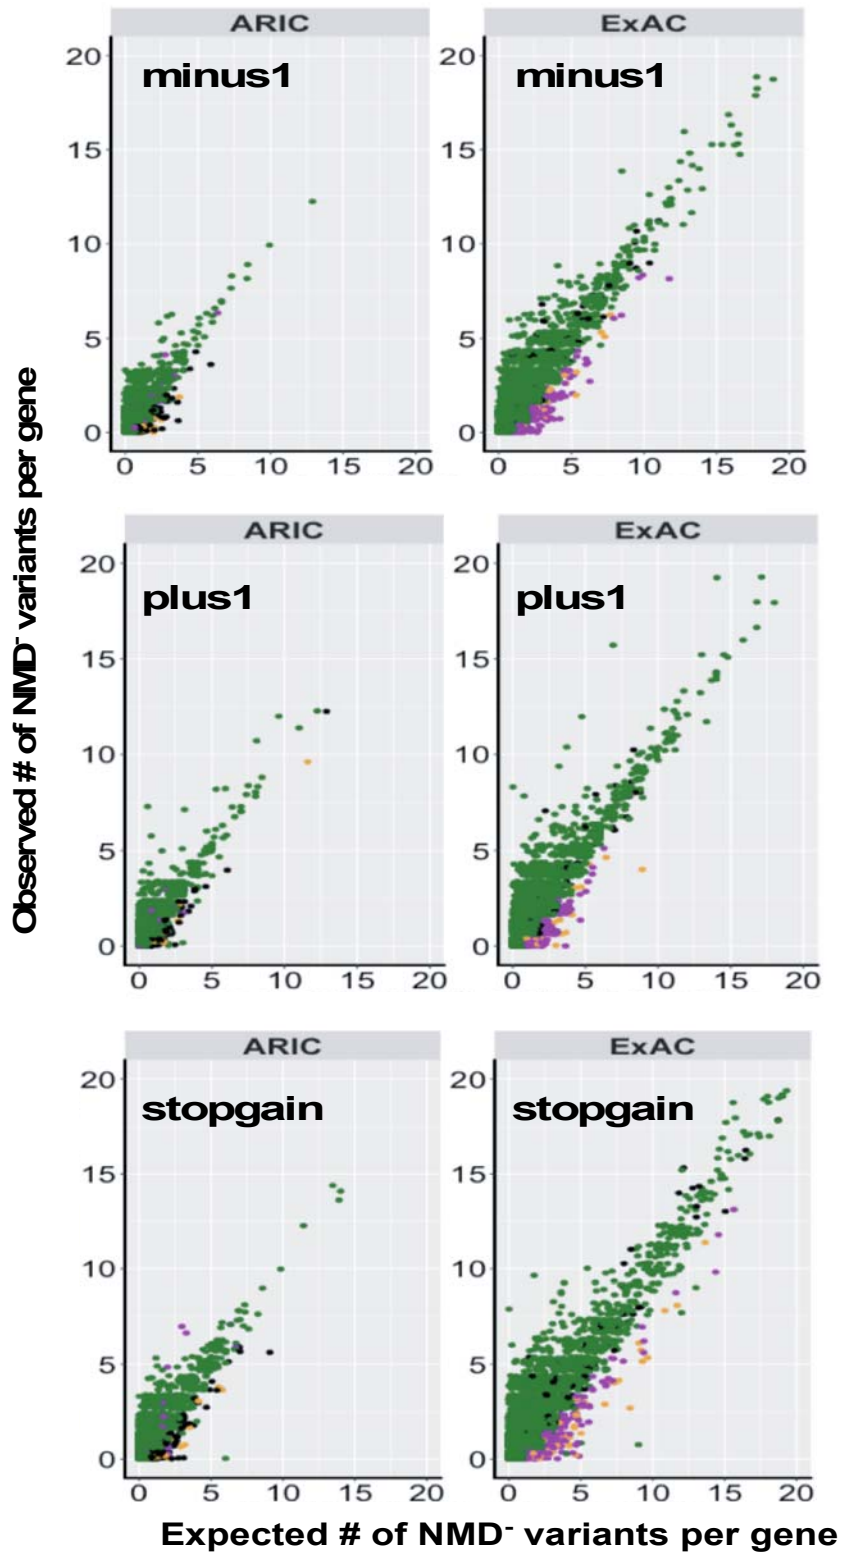 ARIC ExAC
20 20
minus1 minus1
15 15
10 10
5 5
0 0
0 5 10 15 20 0 5 10 15 20
ARIC ExAC
20 20
plus1 plus1
15 15
10 10
5 5
0 0
0 5 10 15 20 0 5 10 15 20
ARIC ExAC
20 20
stopgain stopgain
15 15
10 10
5 5
0 0
0 5 10 15 20 0 5 10 15 20
Observed # of NMD⁻ variants per gene
Expected # of NMD⁻ variants per gene